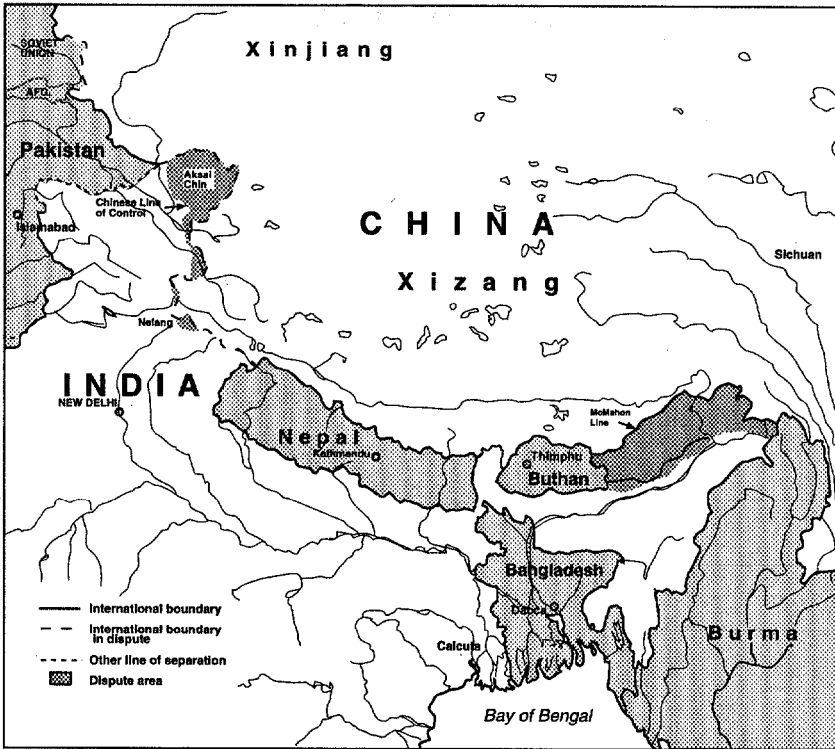 Xinjiang
SOVIET
UNION
AFD.
Pakistan
Aksai
Chin
Chinese Line
of Control
Islamabad
CHINA
Sichuan
Xizang
Nelang
INDIA
NEW DELHI
McMahon
Line
Nepal
Kathmandu
Thimphu
Buthan
Bangladesh
Dacca
Burma
Calcuta
International boundary
International boundary
in dispute
Other line of separation
Dispute area
Bay of Bengal